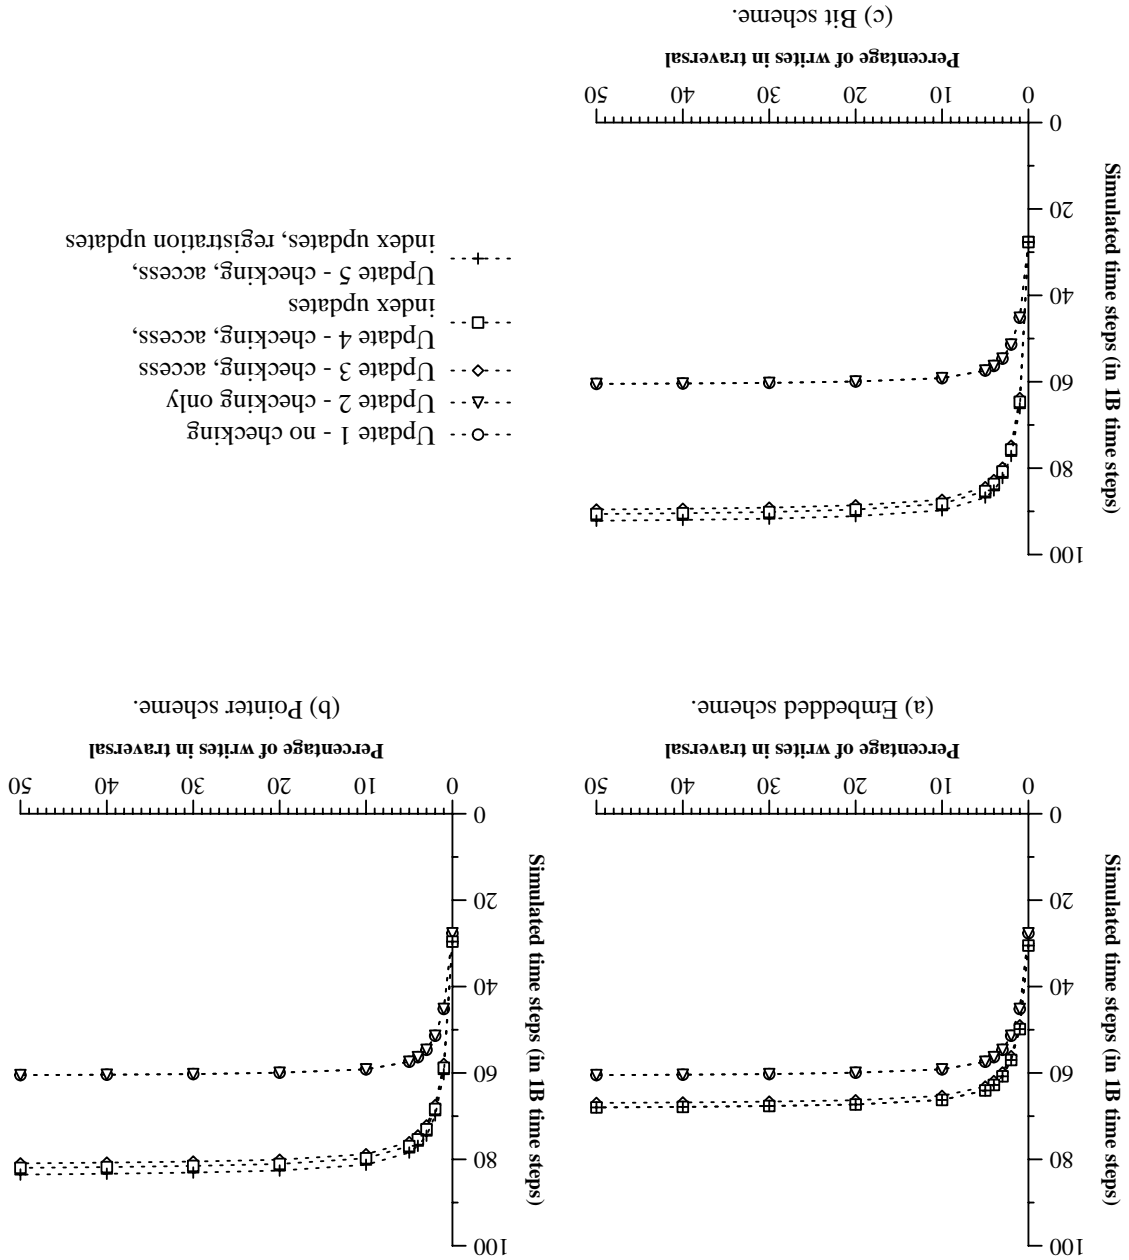 Simulated time steps (in 1B time steps)
100
80
60
40
20
0
0 10 20 30 40 50
Percentage of writes in traversal
(a) Embedded scheme.
Simulated time steps (in 1B time steps)
100
80
60
40
20
0
0 10 20 30 40 50
Percentage of writes in traversal
(b) Pointer scheme.
Simulated time steps (in 1B time steps)
100
80
60
40
20
0
0 10 20 30 40 50
Percentage of writes in traversal
(c) Bit scheme.
Update 1 - no checking
Update 2 - checking only
Update 3 - checking, access
Update 4 - checking, access,
index updates
Update 5 - checking, access,
index updates, registration updates